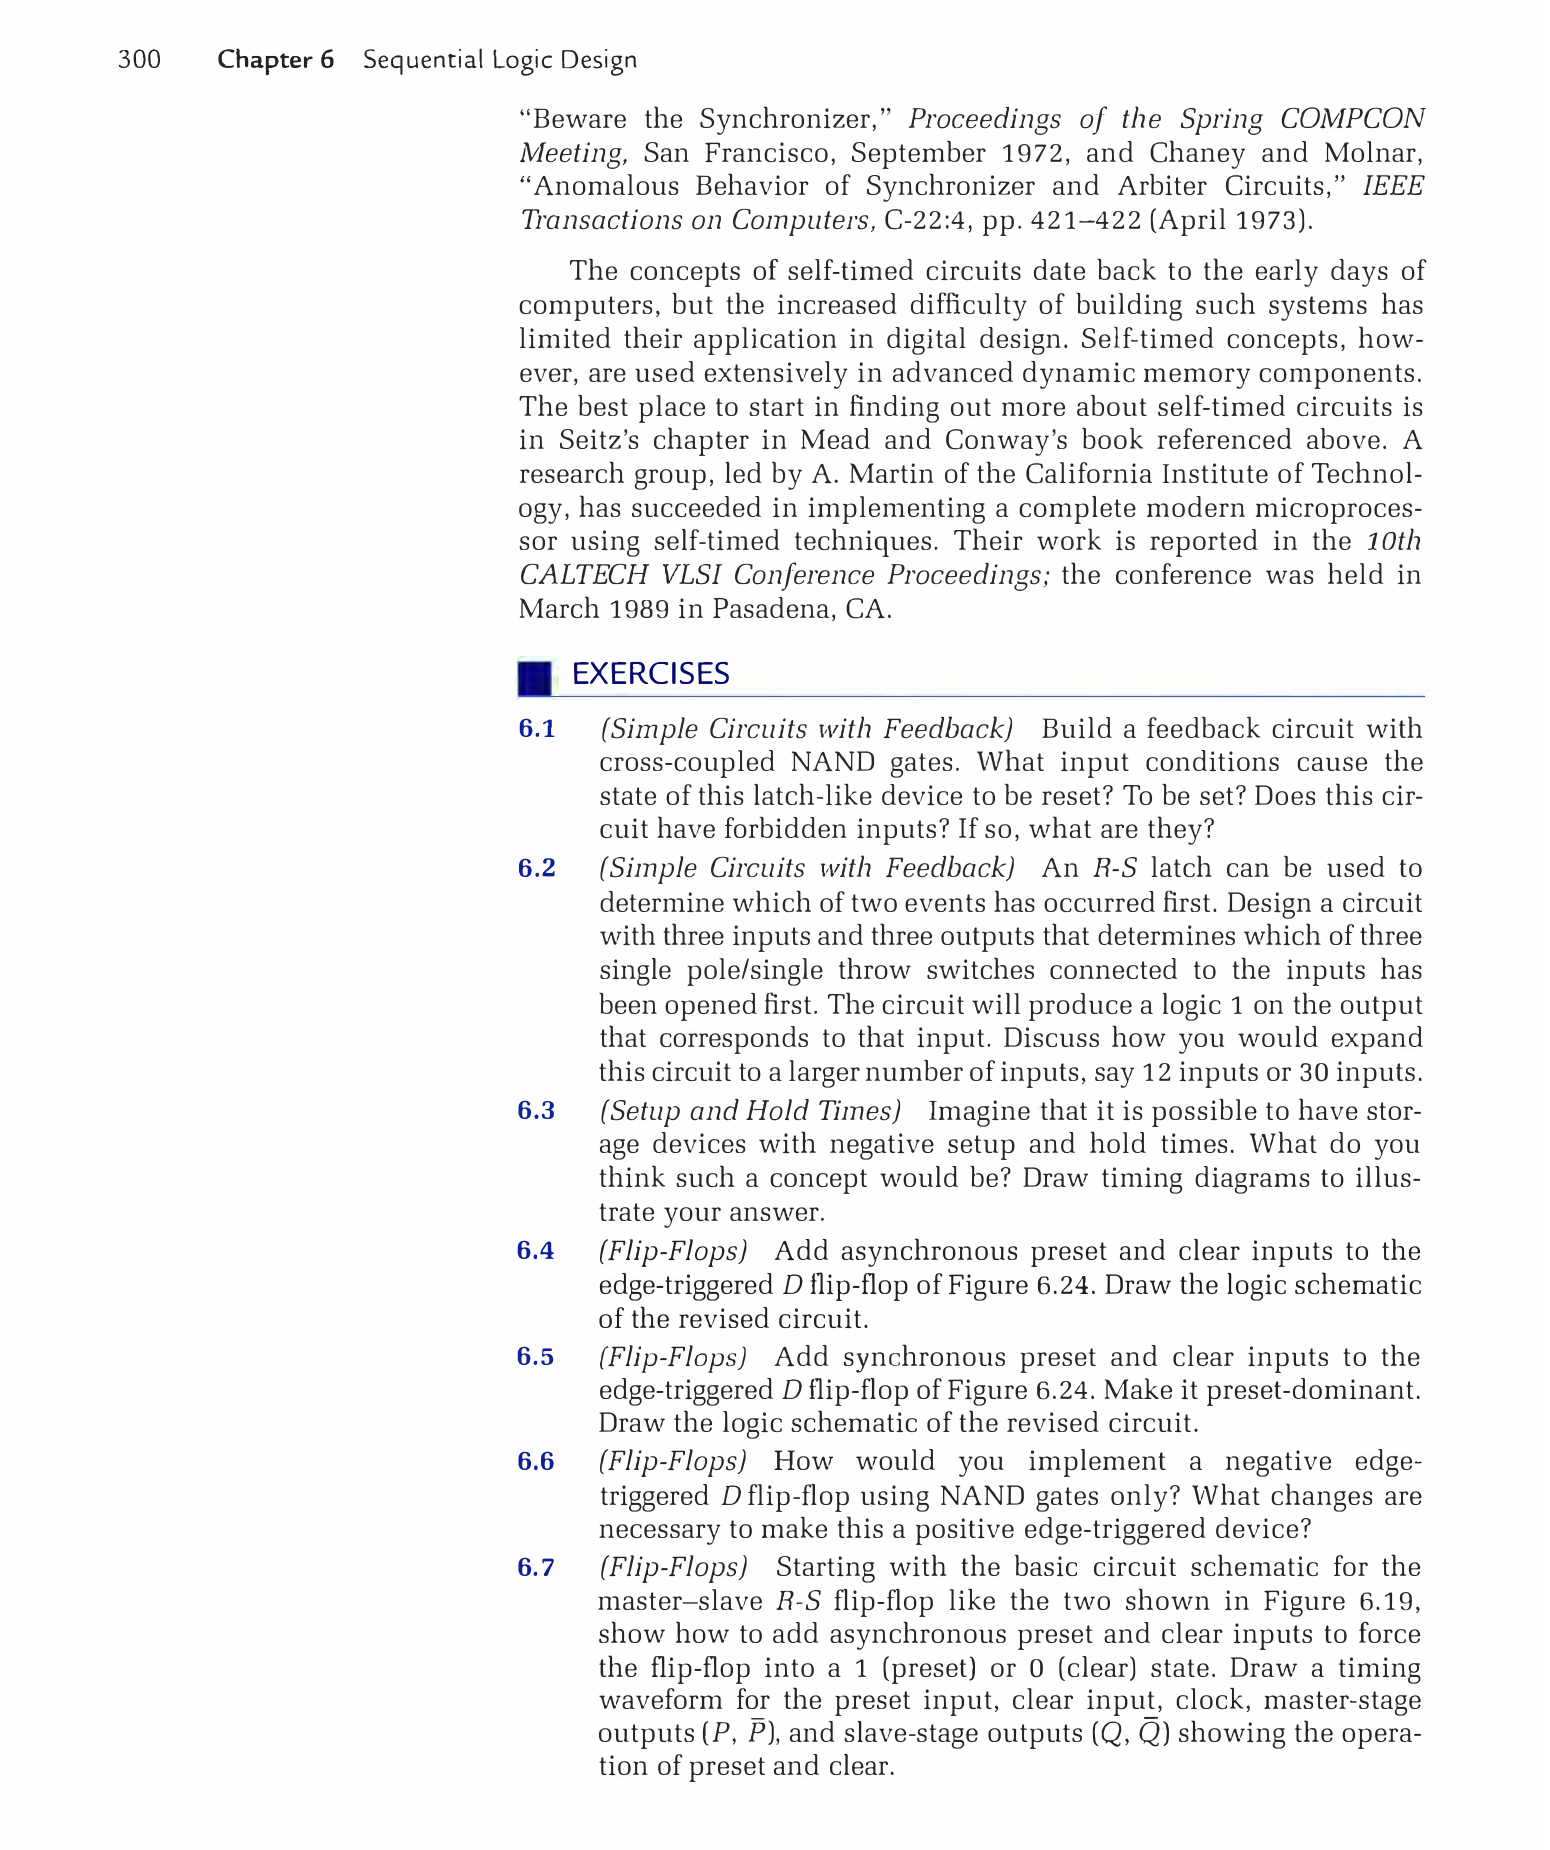 300 Chapter 6 Sequential Logic Design
“Beware the Synchronizer,” Proceedings of the Spring COMPCON
Meeting, San Francisco, September 1972, and Chaney and Molnar,
“Anomalous Behavior of Synchronizer and Arbiter Circuits,” IEEE
Transactions on Computers, C-22:4, pp. 421–422 (April 1973).
The concepts of self-timed circuits date back to the early days of
computers, but the increased difficulty of building such systems has
limited their application in digital design. Self-timed concepts, how-
ever, are used extensively in advanced dynamic memory components.
The best place to start in finding out more about self-timed circuits is
in Seitz’s chapter in Mead and Conway’s book referenced above. A
research group, led by A. Martin of the California Institute of Technol-
ogy, has succeeded in implementing a complete modern microproces-
sor using self-timed techniques. Their work is reported in the 10th
CALTECH VLSI Conference Proceedings; the conference was held in
March 1989 in Pasadena, CA.
EXERCISES
6.1 (Simple Circuits with Feedback) Build a feedback circuit with
cross-coupled NAND gates. What input conditions cause the
state of this latch-like device to be reset? To be set? Does this cir-
cuit have forbidden inputs? If so, what are they?
6.2 (Simple Circuits with Feedback) An R-S latch can be used to
determine which of two events has occurred first. Design a circuit
with three inputs and three outputs that determines which of three
single pole/single throw switches connected to the inputs has
been opened first. The circuit will produce a logic 1 on the output
that corresponds to that input. Discuss how you would expand
this circuit to a larger number of inputs, say 12 inputs or 30 inputs.
6.3 (Setup and Hold Times) Imagine that it is possible to have stor-
age devices with negative setup and hold times. What do you
think such a concept would be? Draw timing diagrams to illus-
trate your answer.
6.4 (Flip-Flops) Add asynchronous preset and clear inputs to the
edge-triggered D flip-flop of Figure 6.24. Draw the logic schematic
of the revised circuit.
6.5 (Flip-Flops) Add synchronous preset and clear inputs to the
edge-triggered D flip-flop of Figure 6.24. Make it preset-dominant.
Draw the logic schematic of the revised circuit.
6.6 (Flip-Flops) How would you implement a negative edge-
triggered D flip-flop using NAND gates only? What changes are
necessary to make this a positive edge-triggered device?
6.7 (Flip-Flops) Starting with the basic circuit schematic for the
master–slave R-S flip-flop like the two shown in Figure 6.19,
show how to add asynchronous preset and clear inputs to force
the flip-flop into a 1 (preset) or 0 (clear) state. Draw a timing
waveform for the preset input, clear input, clock, master-stage
outputs (P, P̅), and slave-stage outputs (Q, Q̅) showing the opera-
tion of preset and clear.